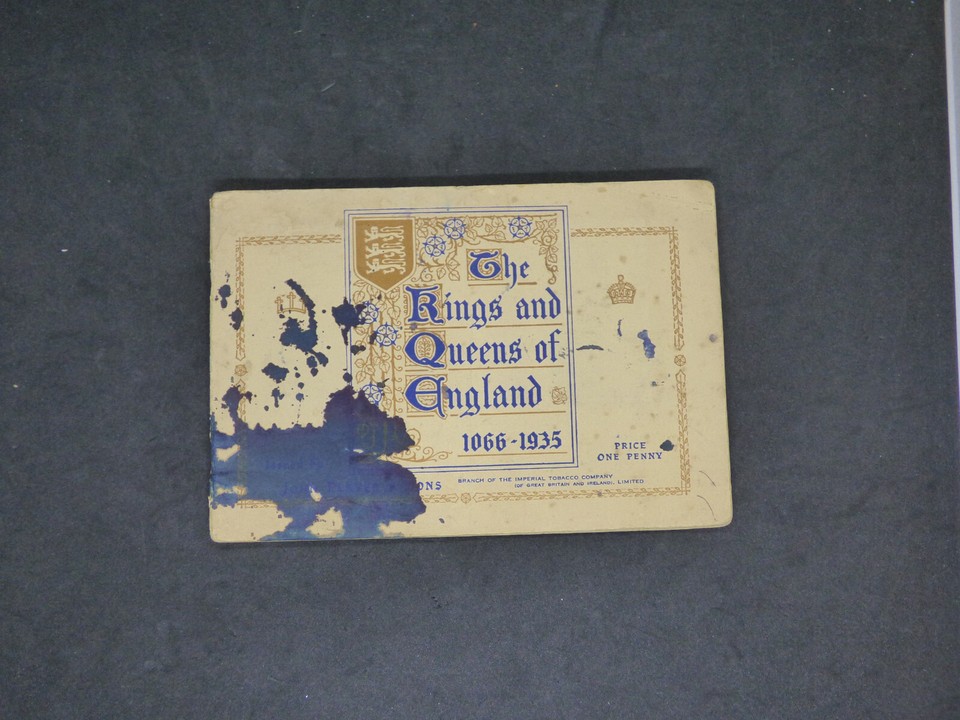 The
Kings and
Queens of
England
1066-1935
PRICE
ONE PENNY
BRANCH OF THE IMPERIAL TOBACCO COMPANY
(OF GREAT BRITAIN AND IRELAND), LIMITED